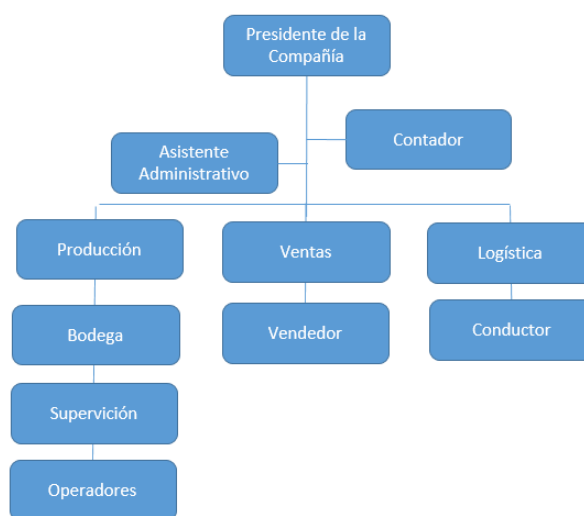 Presidente de la
Compañía
Contador
Asistente
Administrativo
Producción
Ventas
Logística
Bodega
Vendedor
Conductor
Supervición
Operadores